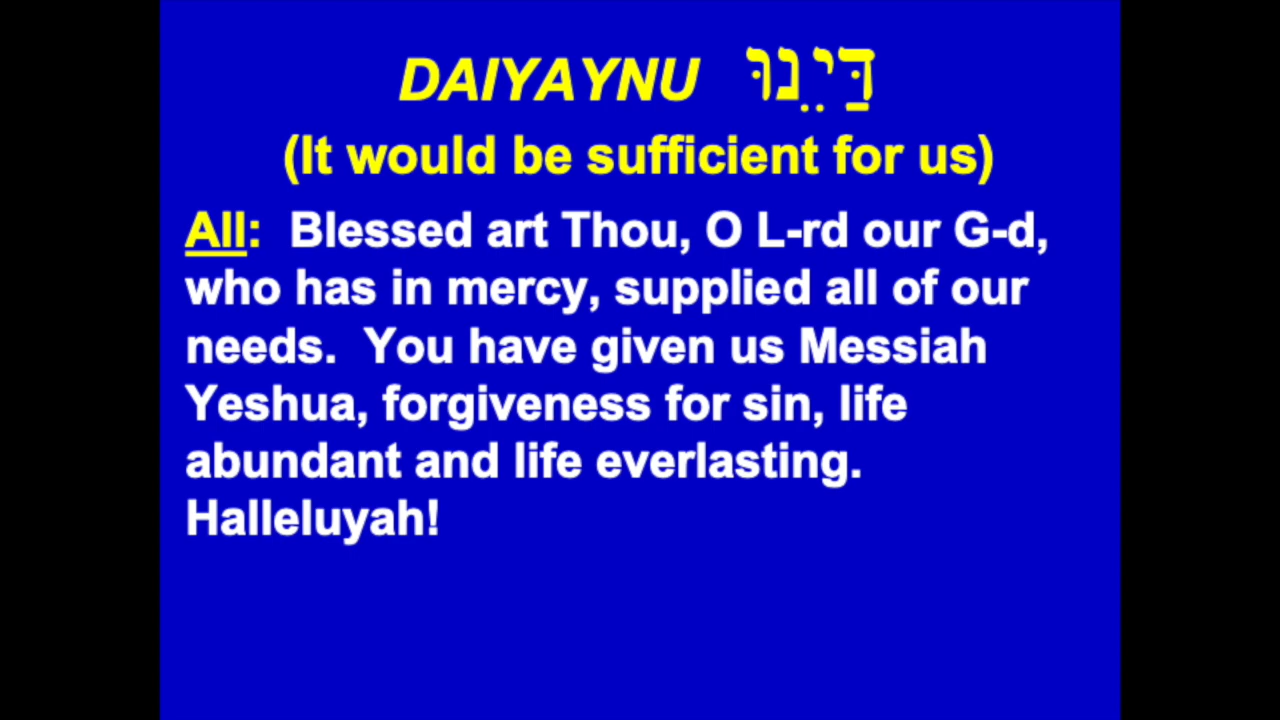 DAIYAYNU דַּיֵּנוּ
(It would be sufficient for us)
All: Blessed art Thou, O L-rd our G-d,
who has in mercy, supplied all of our
needs. You have given us Messiah
Yeshua, forgiveness for sin, life
abundant and life everlasting.
Halleluyah!